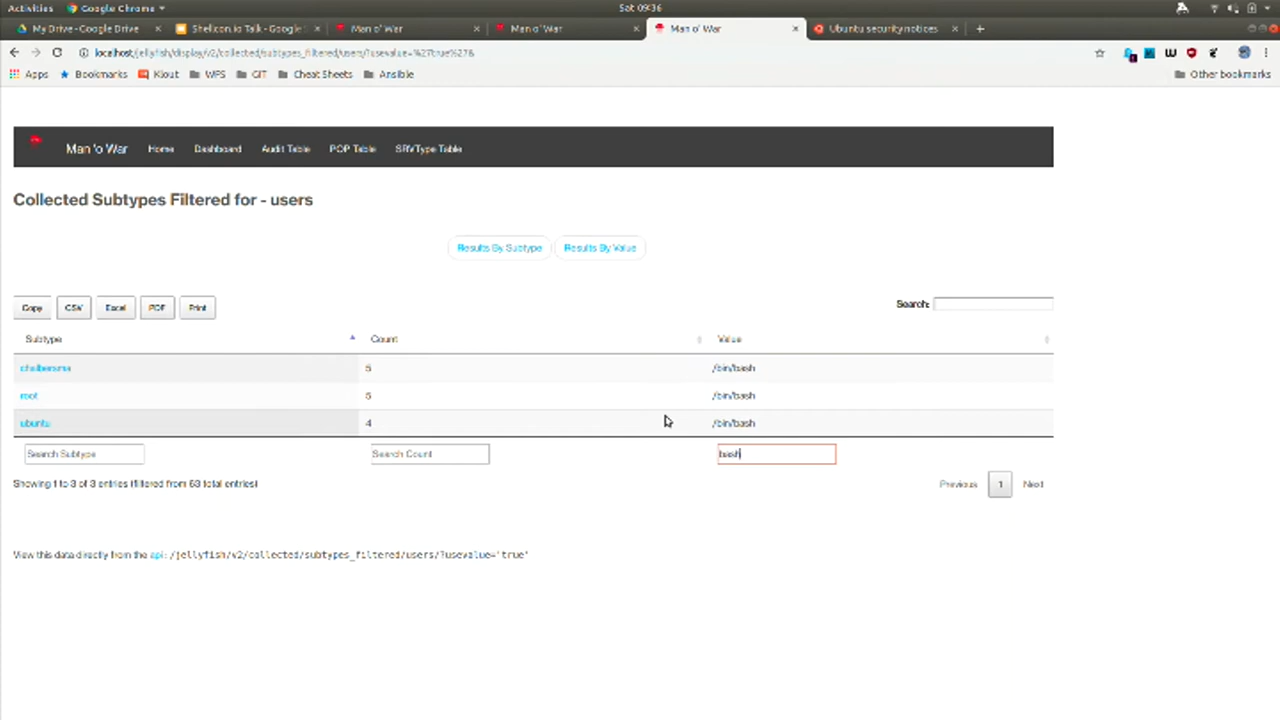 Activities Google Chrome Sat 09:36
My Drive - Google Drive Shellcon.io Talk - Google Man o' War Man o' War Man o' War Ubuntu security notices
localhost/jellyfish/display/v2/collected/subtypes_filtered/users/?usevalue=%27true%27&
Apps Bookmarks Klout WPS GIT Cheat Sheets Ansible Other bookmarks
Man 'o War Home Dashboard Audit Table POP Table SRVType Table
Collected Subtypes Filtered for - users
Results By Subtype Results By Value
Copy CSV Excel PDF Print Search:
Subtype Count Value
chalbersma 5 /bin/bash
root 5 /bin/bash
ubuntu 4 /bin/bash
Search Subtype Search Count bash
Showing 1 to 3 of 3 entries (filtered from 63 total entries)
Previous 1 Next
View this data directly from the api: /jellyfish/v2/collected/subtypes_filtered/users/?usevalue='true'